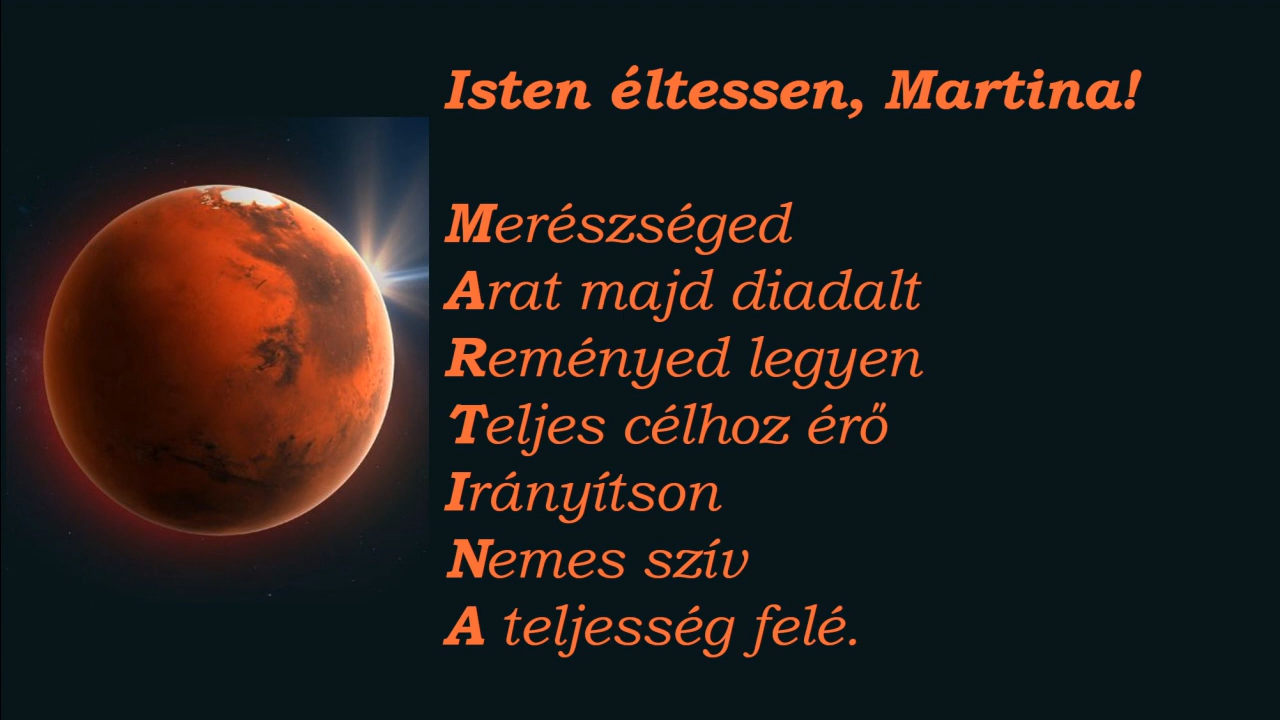 Isten éltessen, Martina!
Merészséged
Arat majd diadalt
Reményed legyen
Teljes célhoz érő
Irányítson
Nemes szív
A teljesség felé.